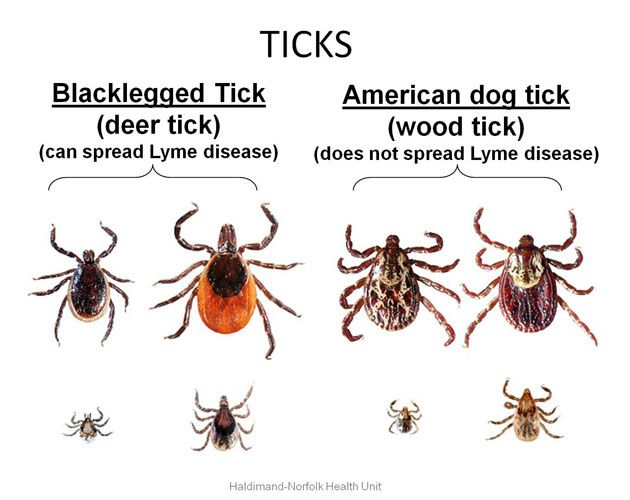 TICKS
Blacklegged Tick
(deer tick)
(can spread Lyme disease)
American dog tick
(wood tick)
(does not spread Lyme disease)
Haldimand-Norfolk Health Unit